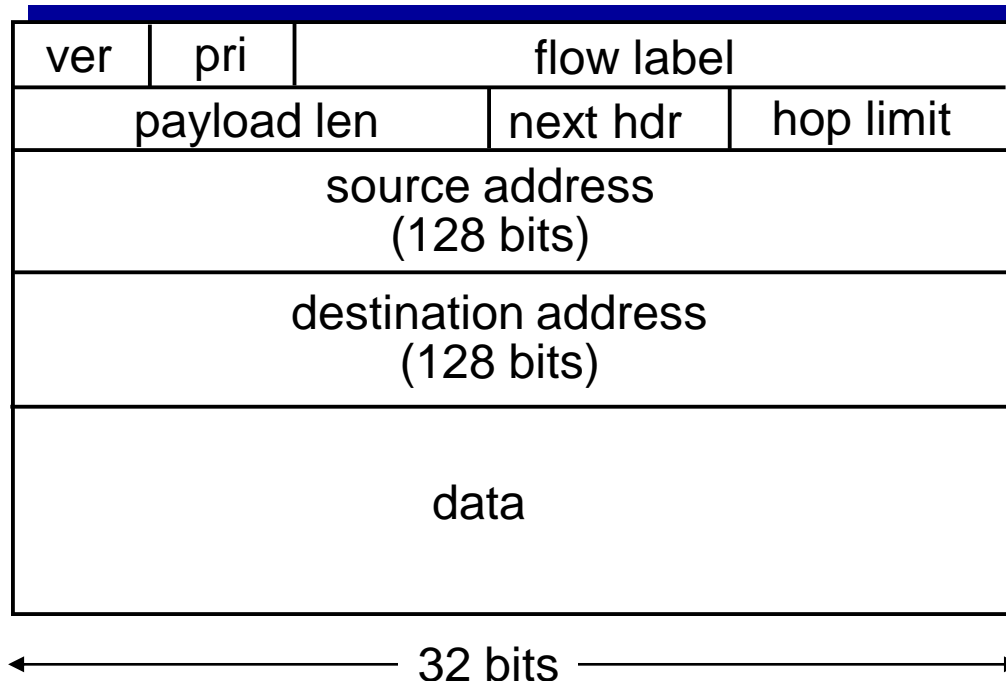 ver pri flow label
payload len next hdr hop limit
source address
(128 bits)
destination address
(128 bits)
data
32 bits